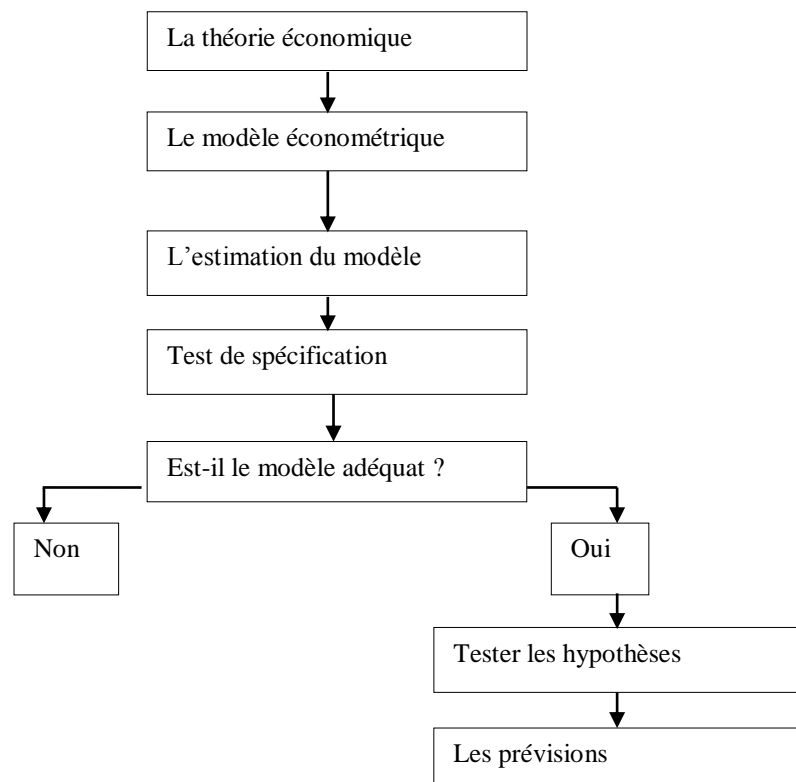 La théorie économique
Le modèle économétrique
L'estimation du modèle
Test de spécification
Est-il le modèle adéquat ?
Non
Oui
Tester les hypothèses
Les prévisions